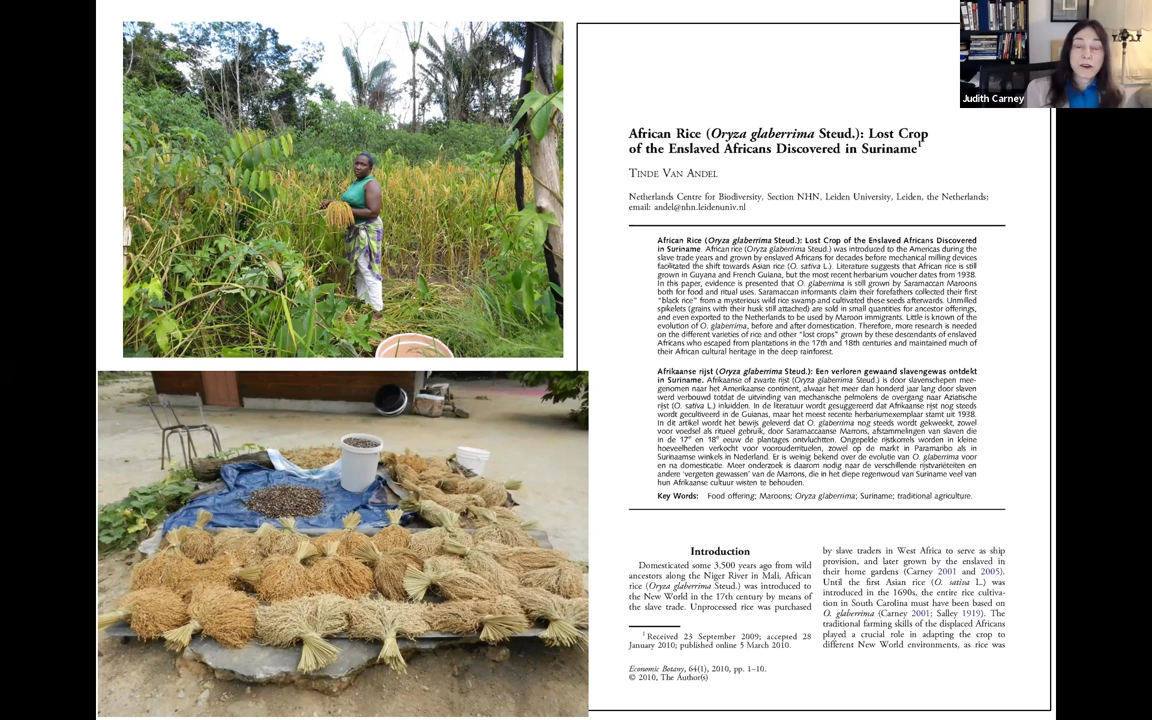 Judith Carney
African Rice (Oryza glaberrima Steud.): Lost Crop
of the Enslaved Africans Discovered in Suriname1
TINDE VAN ANDEL
Netherlands Centre for Biodiversity, Section NHN, Leiden University, Leiden, the Netherlands;
email: andel@nhn.leidenuniv.nl
African Rice (Oryza glaberrima Steud.): Lost Crop of the Enslaved Africans Discovered
in Suriname. African rice (Oryza glaberrima Steud.) was introduced to the Americas during the
slave trade years and grown by enslaved Africans for decades before mechanical milling devices
facilitated the shift towards Asian rice (O. sativa L.). Literature suggests that African rice is still
grown in Guyana and French Guiana, but the most recent herbarium voucher dates from 1938.
In this paper, evidence is presented that O. glaberrima is still grown by Saramaccan Maroons
both for food and ritual uses. Saramaccan informants claim their forefathers collected their first
"black rice" from a mysterious wild rice swamp and cultivated these seeds afterwards. Unmilled
spikelets (grains with their husk still attached) are sold in small quantities for ancestor offerings,
and even exported to the Netherlands to be used by Maroon immigrants. Little is known of the
evolution of O. glaberrima, before and after domestication. Therefore, more research is needed
on the different varieties of rice and other "lost crops" grown by these descendants of enslaved
Africans who escaped from plantations in the 17th and 18th centuries and maintained much of
their African cultural heritage in the deep rainforest.
Afrikaanse rijst (Oryza glaberrima Steud.): Een verloren gewaand slavengewas ontdekt
in Suriname. Afrikaanse of zwarte rijst (Oryza glaberrima Steud.) is door slavenschepen mee-
genomen naar het Amerikaanse continent, alwaar het meer dan honderd jaar lang door slaven
werd verbouwd totdat de uitvinding van mechanische pelmolens de overgang naar Aziatische
rijst (O. sativa L.) inluidden. In de literatuur wordt gesuggereerd dat Afrikaanse rijst nog steeds
wordt gecultiveerd in de Guianas, maar het meest recente herbariumexemplaar stamt uit 1938.
In dit artikel wordt het bewijs geleverd dat O. glaberrima nog steeds wordt gekweekt, zowel
voor voedsel als ritueel gebruik, door Saramaccaanse Marrons, afstammelingen van slaven die
in de 17e en 18e eeuw de plantages ontvluchtten. Ongepelde rijstkorrels worden in kleine
hoeveelheden verkocht voor voorouderrituelen, zowel op de markt in Paramaribo als in
Surinaamse winkels in Nederland. Er is weinig bekend over de evolutie van O. glaberrima voor
en na domesticatie. Meer onderzoek is daarom nodig naar de verschillende rijstvariëteiten en
andere 'vergeten gewassen' van de Marrons, die in het diepe regenwoud van Suriname veel van
hun Afrikaanse cultuur wisten te behouden.
Key Words: Food offering; Maroons; Oryza glaberrima; Suriname; traditional agriculture.
Introduction
Domesticated some 3,500 years ago from wild
ancestors along the Niger River in Mali, African
rice (Oryza glaberrima Steud.) was introduced to
the New World in the 17th century by means of
the slave trade. Unprocessed rice was purchased
1Received 23 September 2009; accepted 28
January 2010; published online 5 March 2010.
Economic Botany, 64(1), 2010, pp. 1–10.
© 2010, The Author(s)
by slave traders in West Africa to serve as ship
provision, and later grown by the enslaved in
their home gardens (Carney 2001 and 2005).
Until the first Asian rice (O. sativa L.) was
introduced in the 1690s, the entire rice cultiva-
tion in South Carolina must have been based on
O. glaberrima (Carney 2001; Salley 1919). The
traditional farming skills of the displaced Africans
played a crucial role in adapting the crop to
different New World environments, as rice was